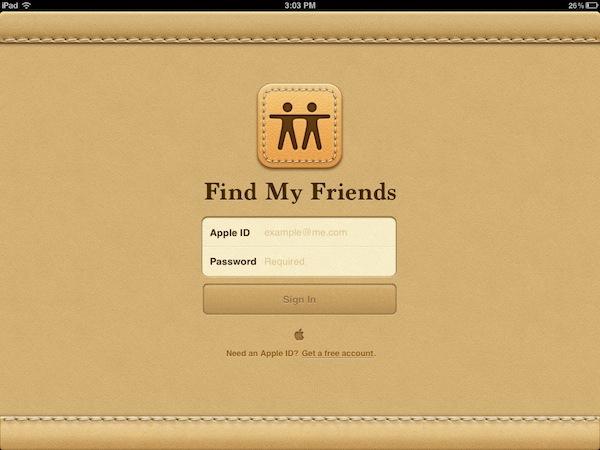 iPad 3:03 PM 26%
Find My Friends
Apple ID example@me.com
Password Required
Sign In
Need an Apple ID? Get a free account.